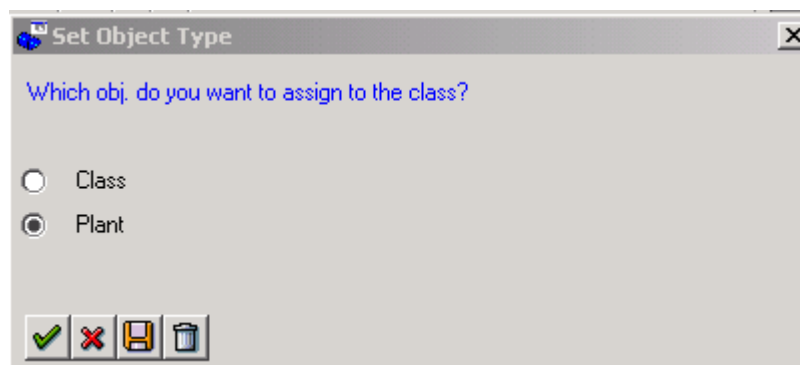 Set Object Type
Which obj. do you want to assign to the class?
Class
Plant